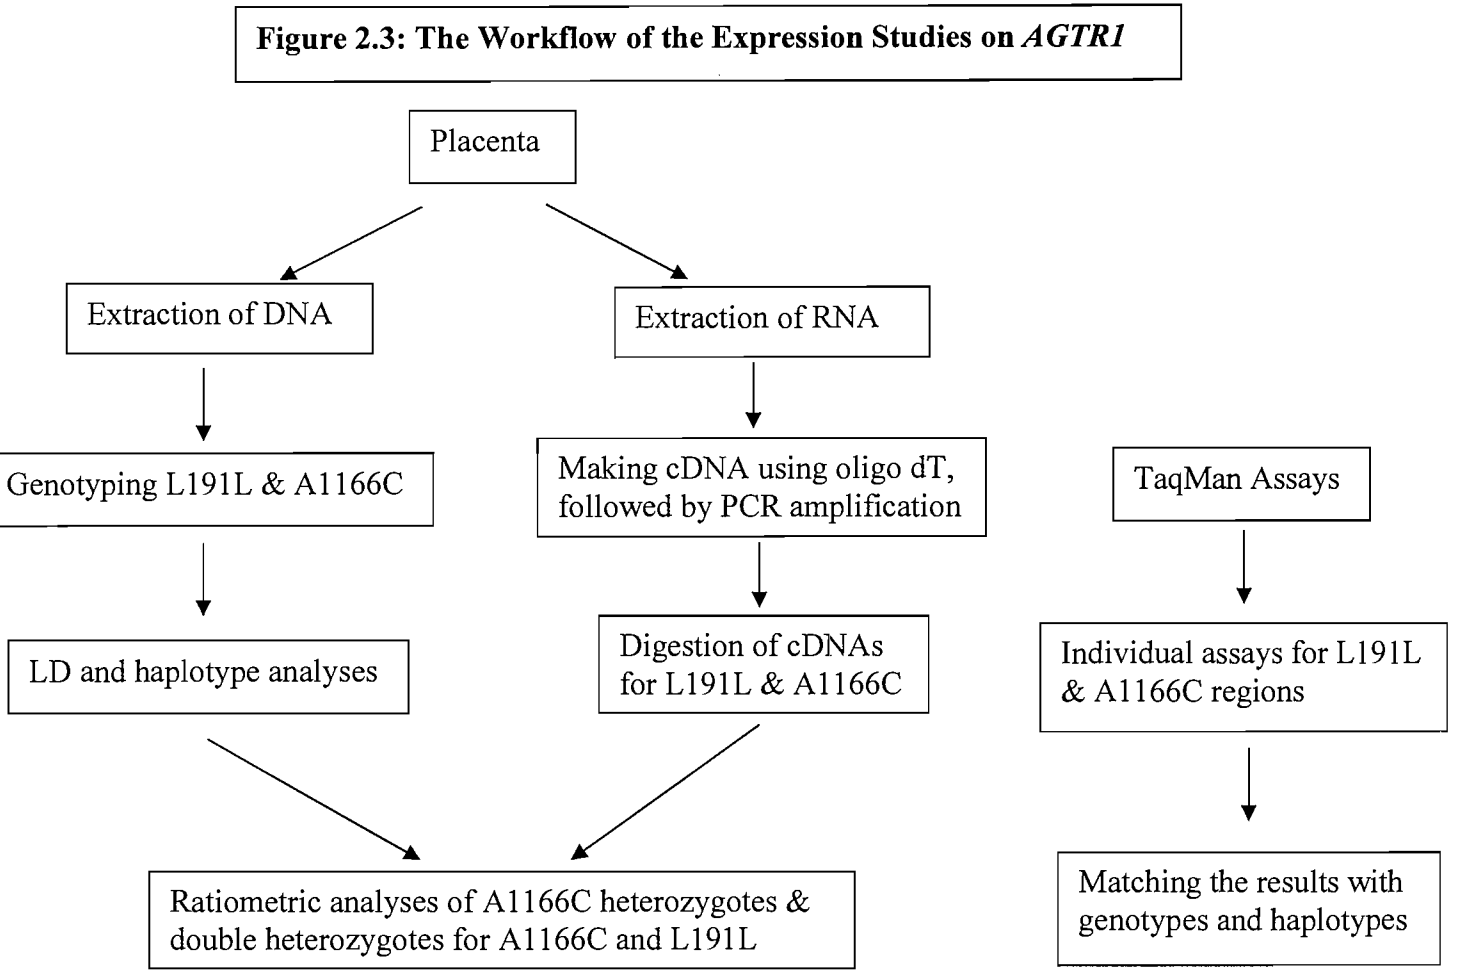 Figure 2.3: The Workflow of the Expression Studies on AGTR1
Placenta
Extraction of DNA
Extraction of RNA
Genotyping L191L & A1166C
Making cDNA using oligo dT,
followed by PCR amplification
TaqMan Assays
LD and haplotype analyses
Digestion of cDNAs
for L191L & A1166C
Individual assays for L191L
& A1166C regions
Ratiometric analyses of A1166C heterozygotes &
double heterozygotes for A1166C and L191L
Matching the results with
genotypes and haplotypes